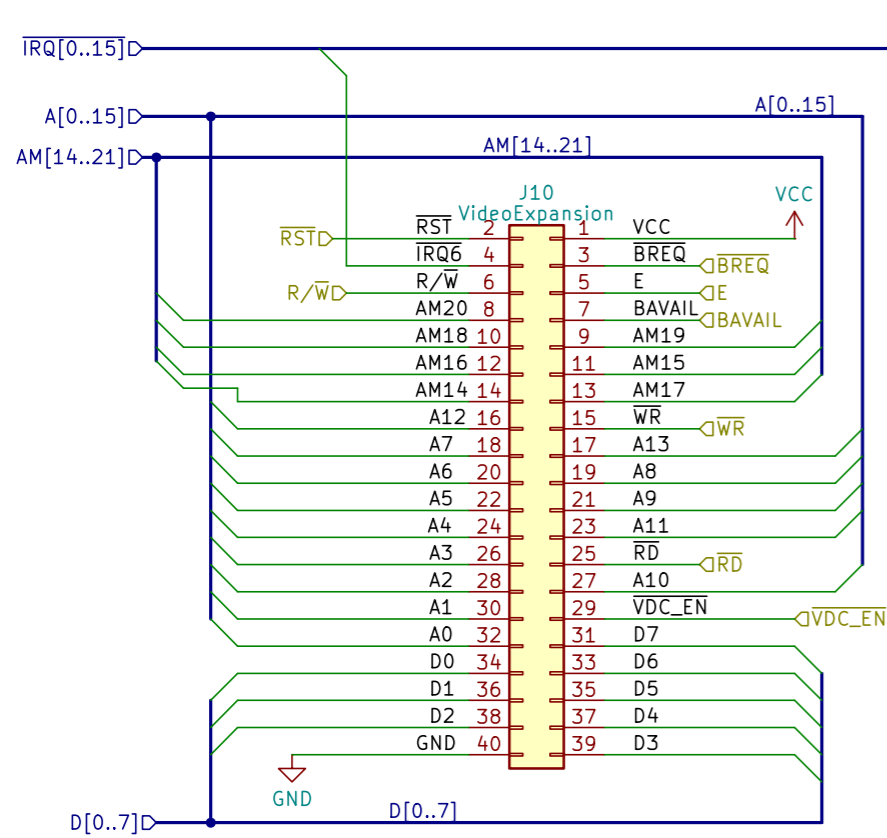 IRQ[0..15]
A[0..15] A[0..15]
AM[14..21] AM[14..21]
J10 VCC
VideoExpansion
RST RST 2 1 VCC
IRQ6 4 3 BREQ BREQ
R/W R/W 6 5 E E
AM20 8 7 BAVAIL BAVAIL
AM18 10 9 AM19
AM16 12 11 AM15
AM14 14 13 AM17
A12 16 15 WR WR
A7 18 17 A13
A6 20 19 A8
A5 22 21 A9
A4 24 23 A11
A3 26 25 RD RD
A2 28 27 A10
A1 30 29 VDC_EN VDC_EN
A0 32 31 D7
D0 34 33 D6
D1 36 35 D5
D2 38 37 D4
GND 40 39 D3
GND
D[0..7] D[0..7]